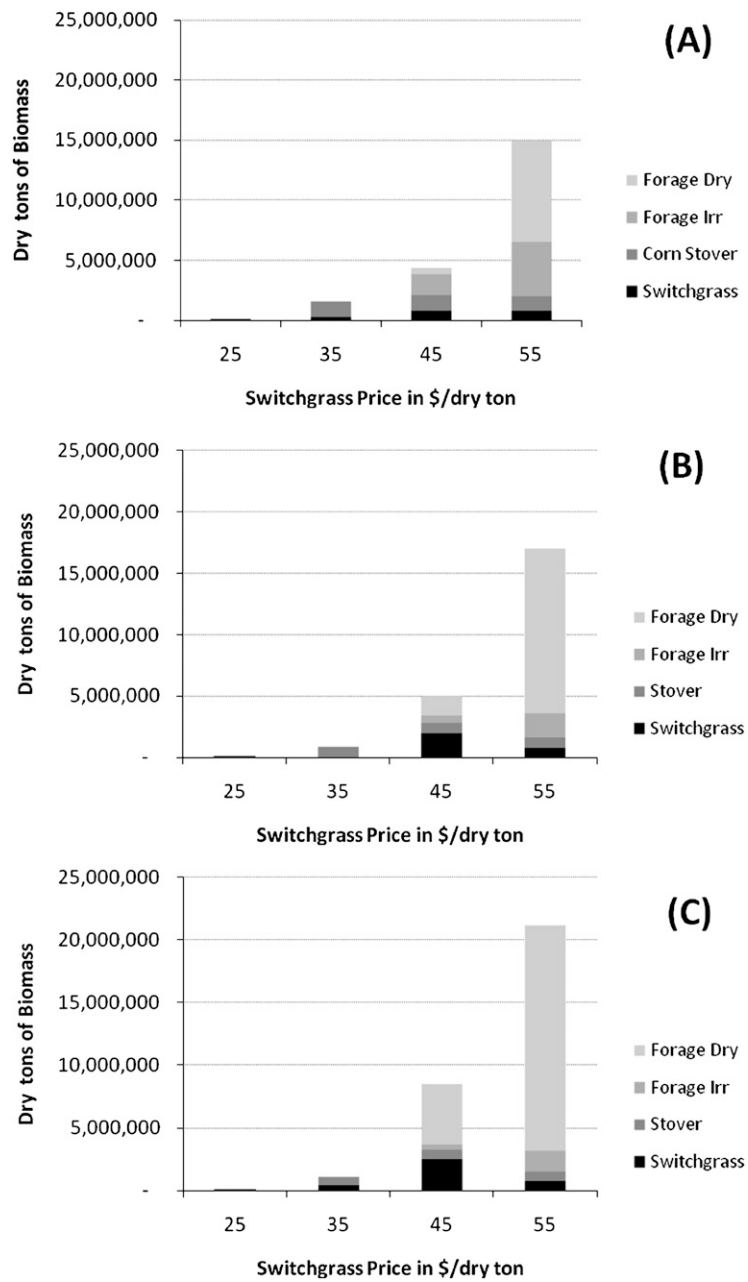 (A)
25,000,000
20,000,000
15,000,000
10,000,000
5,000,000
-
Dry tons of Biomass
25 35 45 55
Switchgrass Price in $/dry ton
Forage Dry
Forage Irr
Corn Stover
Switchgrass
(B)
25,000,000
20,000,000
15,000,000
10,000,000
5,000,000
-
Dry tons of Biomass
25 35 45 55
Switchgrass Price in $/dry ton
Forage Dry
Forage Irr
Stover
Switchgrass
(C)
25,000,000
20,000,000
15,000,000
10,000,000
5,000,000
-
Dry tons of Biomass
25 35 45 55
Switchgrass Price in $/dry ton
Forage Dry
Forage Irr
Stover
Switchgrass